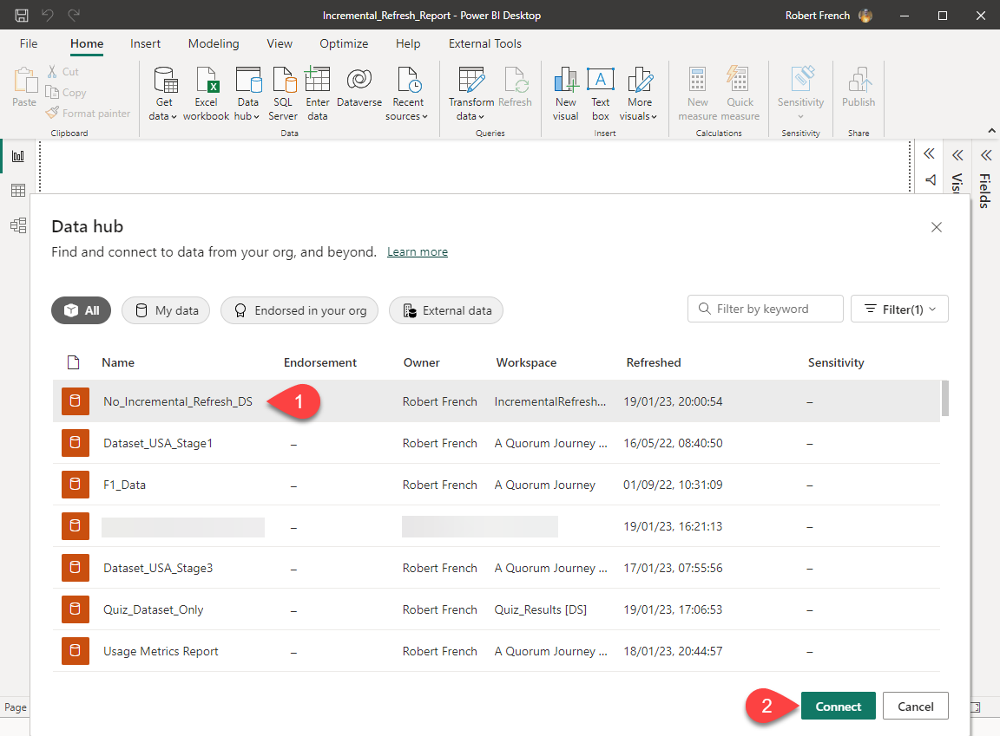 Incremental_Refresh_Report - Power BI Desktop
Robert French
File Home Insert Modeling View Optimize Help External Tools
Paste
Cut
Copy
Format painter
Clipboard
Get data
Excel workbook
Data hub
SQL Server
Enter data
Dataverse
Recent sources
Data
Transform data
Refresh
Queries
New visual
Text box
More visuals
Insert
New measure
Quick measure
Calculations
Sensitivity
Sensitivity
Publish
Share
Fields
Data hub
Find and connect to data from your org, and beyond. Learn more
All My data Endorsed in your org External data Filter by keyword Filter(1)
Name Endorsement Owner Workspace Refreshed Sensitivity
No_Incremental_Refresh_DS 1 Robert French IncrementalRefresh... 19/01/23, 20:00:54 –
Dataset_USA_Stage1 – Robert French A Quorum Journey ... 16/05/22, 08:40:50 –
F1_Data – Robert French A Quorum Journey 01/09/22, 10:31:09 –
– 19/01/23, 16:21:13 –
Dataset_USA_Stage3 – Robert French A Quorum Journey ... 17/01/23, 07:55:56 –
Quiz_Dataset_Only – Robert French Quiz_Results [DS] 19/01/23, 17:06:53 –
Usage Metrics Report – Robert French A Quorum Journey ... 18/01/23, 20:44:57 –
Page
2 Connect Cancel